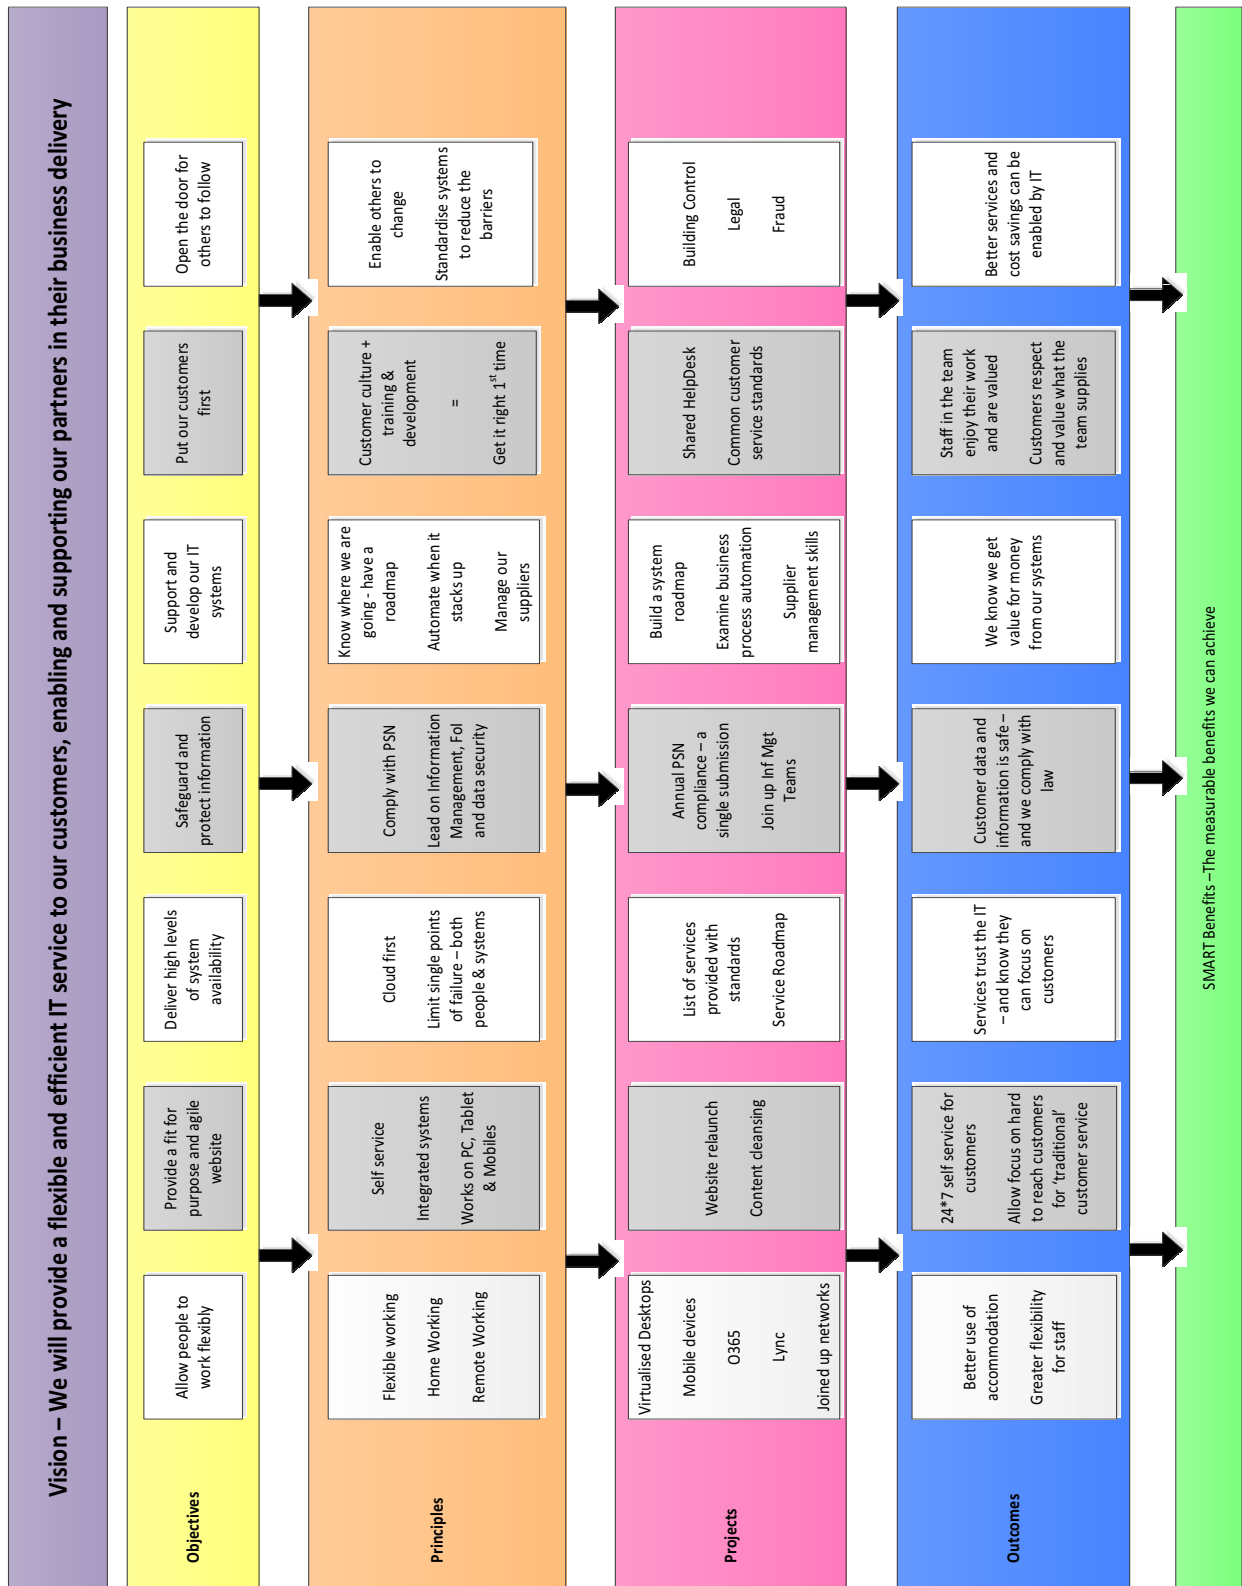 Vision – We will provide a flexible and efficient IT service to our customers, enabling and supporting our partners in their business delivery
Objectives
Allow people to
work flexibly
Provide a fit for
purpose and agile
website
Deliver high levels
of system
availability
Safeguard and
protect information
Support and
develop our IT
systems
Put our customers
first
Open the door for
others to follow
Principles
Flexible working
Home Working
Remote Working
Self service
Integrated systems
Works on PC, Tablet
& Mobiles
Cloud first
Limit single points
of failure – both
people & systems
Comply with PSN
Lead on Information
Management, FoI
and data security
Know where we are
going - have a
roadmap
Automate when it
stacks up
Manage our
suppliers
Customer culture +
training &
development
=
Get it right 1st time
Enable others to
change
Standardise systems
to reduce the
barriers
Projects
Virtualised Desktops
Mobile devices
O365
Lync
Joined up networks
Website relaunch
Content cleansing
List of services
provided with
standards
Service Roadmap
Annual PSN
compliance – a
single submission
Join up Inf Mgt
Teams
Build a system
roadmap
Examine business
process automation
Supplier
management skills
Shared HelpDesk
Common customer
service standards
Building Control
Legal
Fraud
Outcomes
Better use of
accommodation
Greater flexibility
for staff
24*7 self service for
customers
Allow focus on hard
to reach customers
for ‘traditional’
customer service
Services trust the IT
– and know they
can focus on
customers
Customer data and
information is safe –
and we comply with
law
We know we get
value for money
from our systems
Staff in the team
enjoy their work
and are valued
Customers respect
and value what the
team supplies
Better services and
cost savings can be
enabled by IT
SMART Benefits –The measurable benefits we can achieve